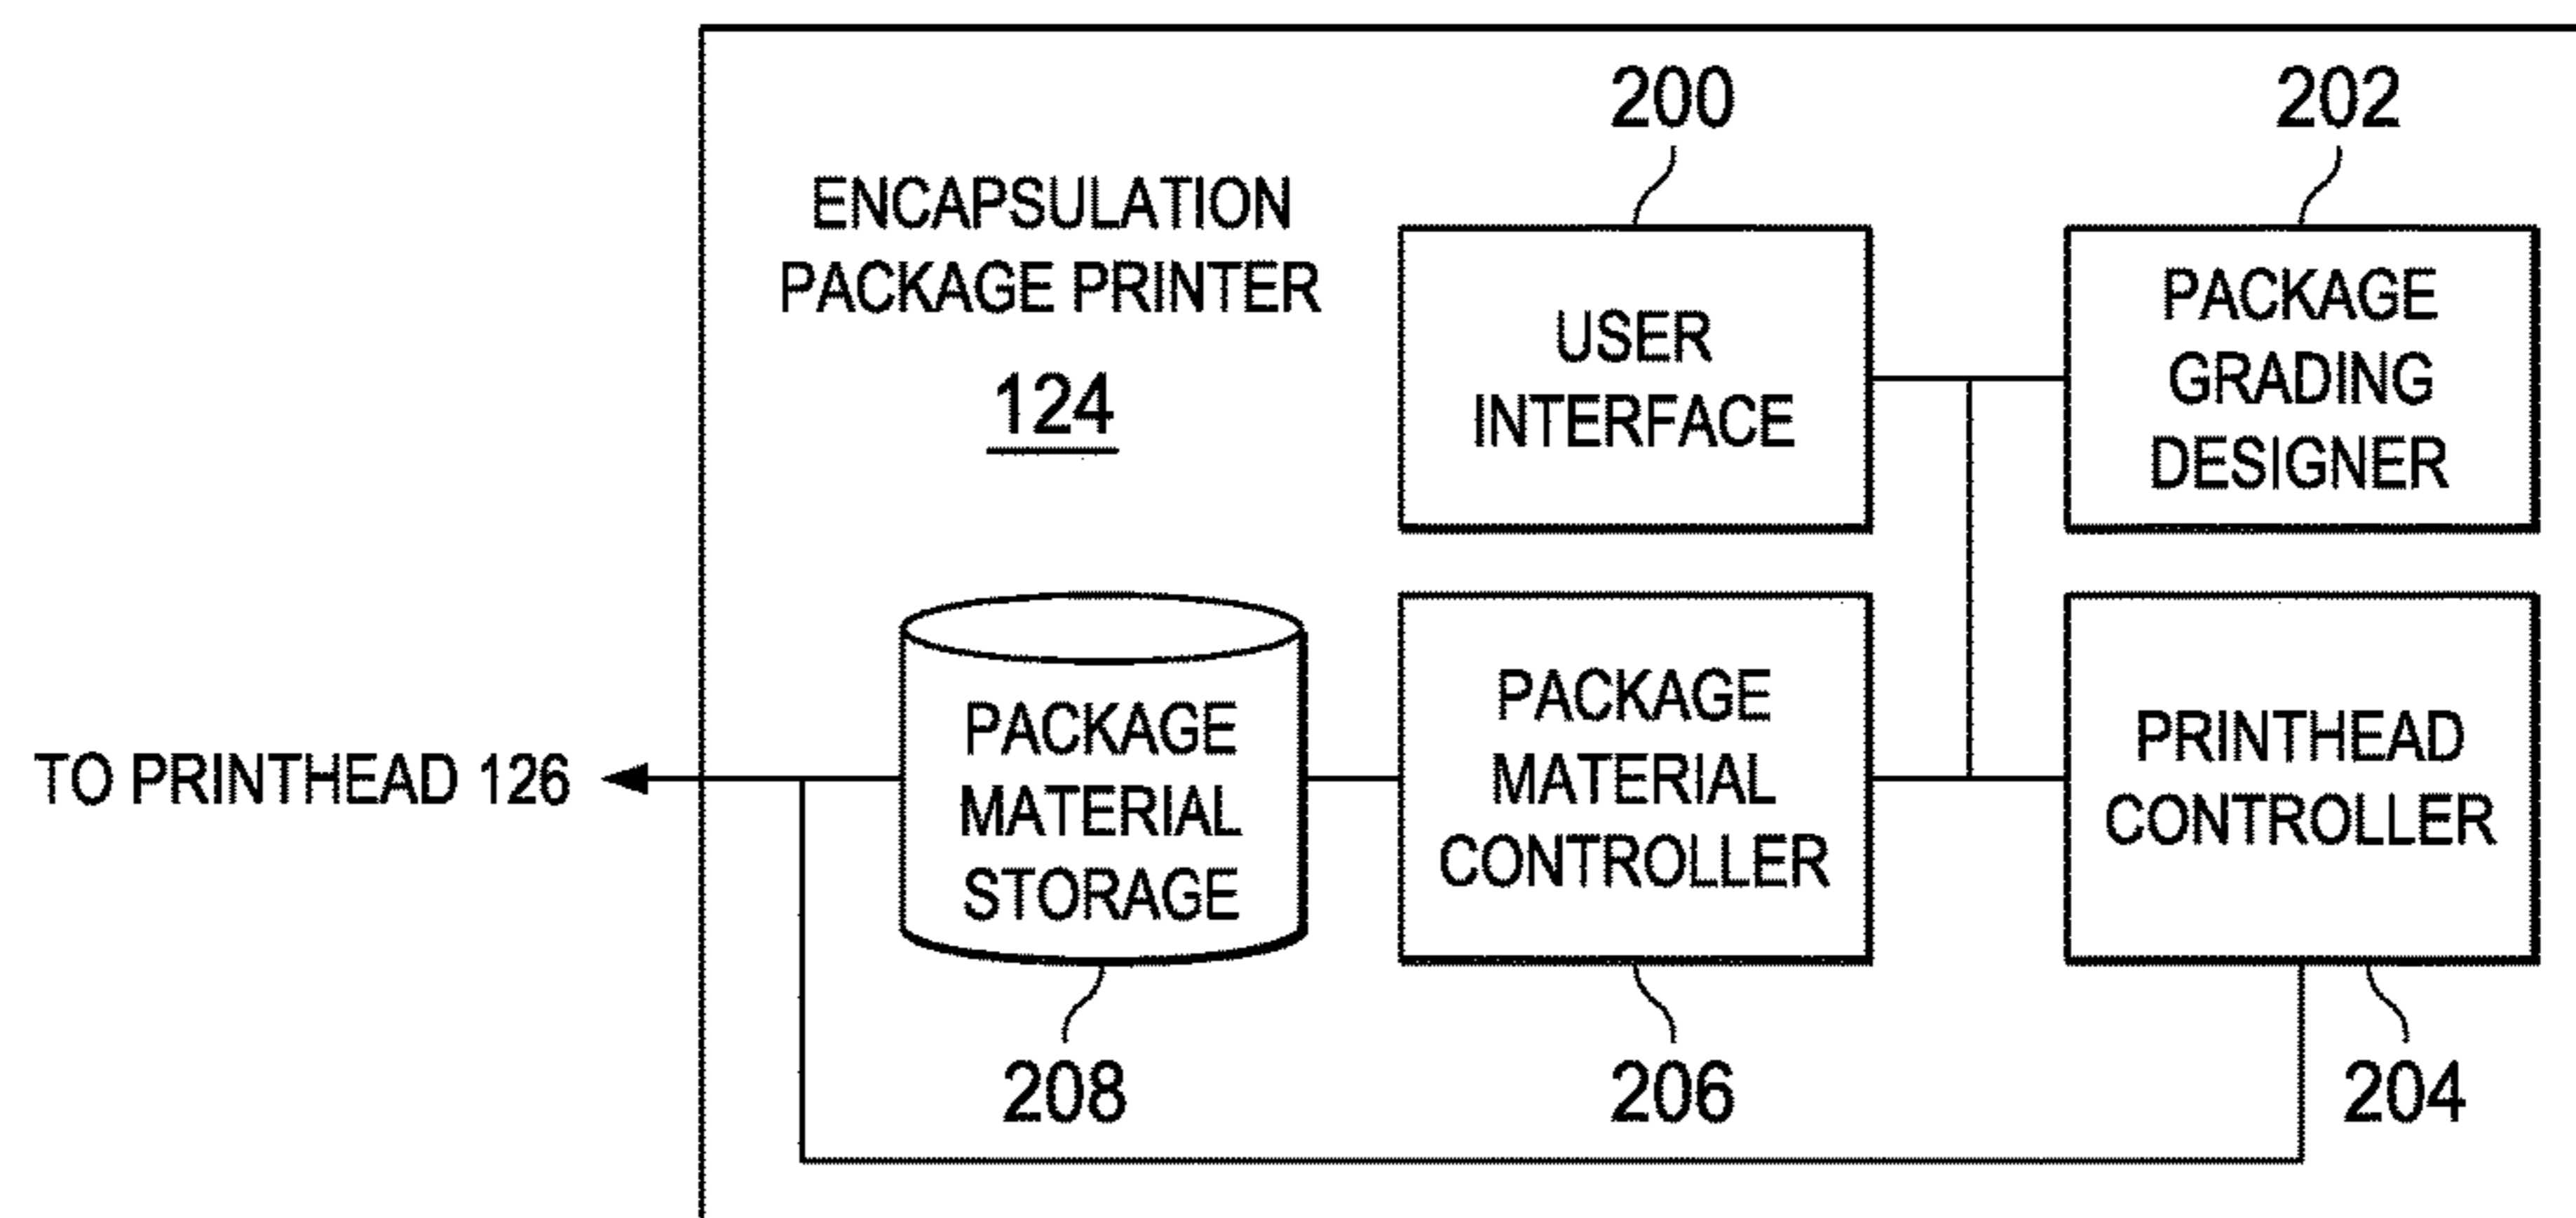 200
202
ENCAPSULATION
PACKAGE PRINTER
124
USER
INTERFACE
PACKAGE
GRADING
DESIGNER
TO PRINTHEAD 126
PACKAGE
MATERIAL
STORAGE
PACKAGE
MATERIAL
CONTROLLER
PRINTHEAD
CONTROLLER
208
206
204